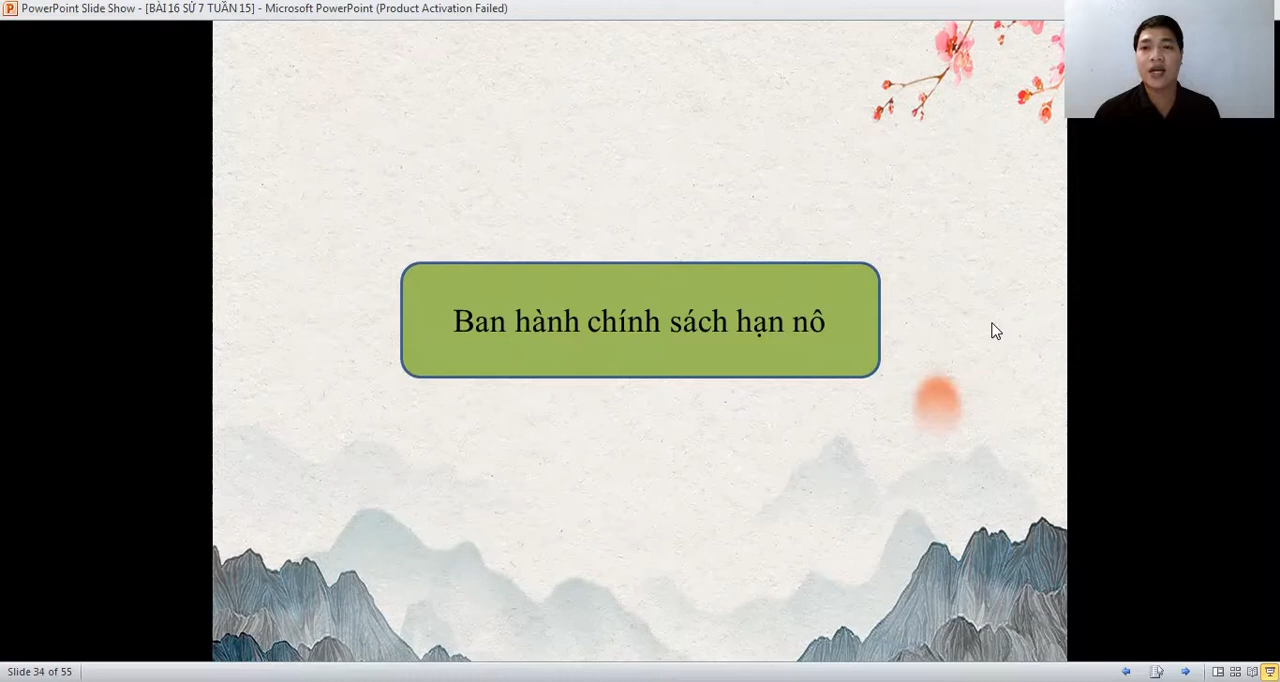 PowerPoint Slide Show - [BÀI 16 SỬ 7 TUẦN 15] - Microsoft PowerPoint (Product Activation Failed)
Ban hành chính sách hạn nô
Slide 34 of 55